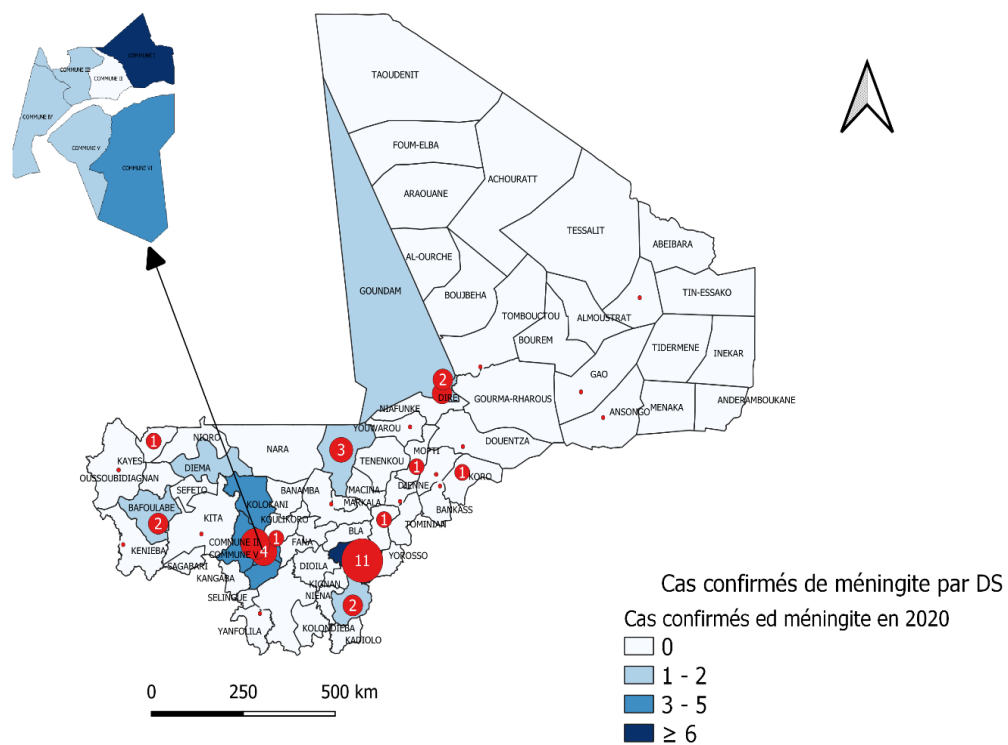 COMMUNE I
COMMUNE III
COMMUNE II
COMMUNE IV
COMMUNE V
COMMUNE VI
TAOUDENIT
FOUM-ELBA
ACHOURATT
ARAOUANE
TESSALIT
ABEIBARA
AL-OURCHE
GOUNDAM
BOUJBEHA
TIN-ESSAKO
TOMBOUCTOU
ALMOUSTRAT
BOUREM
TIDERMENE
INEKAR
GAO
2
DIRE
GOURMA-RHAROUS
ANSONGO
MENAKA
ANDERAMBOUKANE
NIAFUNKE
YOUWAROU
1
NIORO
NARA
3
DOUENTZA
MOPTI
KAYES
TENENKOU
1
1
KORO
DIEMA
OUSSOUBIDIAGNAN
SEFETO
BANAMBA
MACINA
DJENNE
BAFOULABE
KOLOKANI
MARKALA
BANKASS
2
KITA
KOULIKORO
1
TOMINIAN
KENIEBA
COMMUNE II
1
FANA
BLA
COMMUNE V
4
11
YOROSSO
SAGABARI
DIOILA
KANGABA
KIGNAN
SELINGUE
NIENA
2
YANFOLILA
KOLONDIEBA
KADIOLO
Cas confirmés de méningite par DS
Cas confirmés ed méningite en 2020
0
1 - 2
3 - 5
≥ 6
0 250 500 km